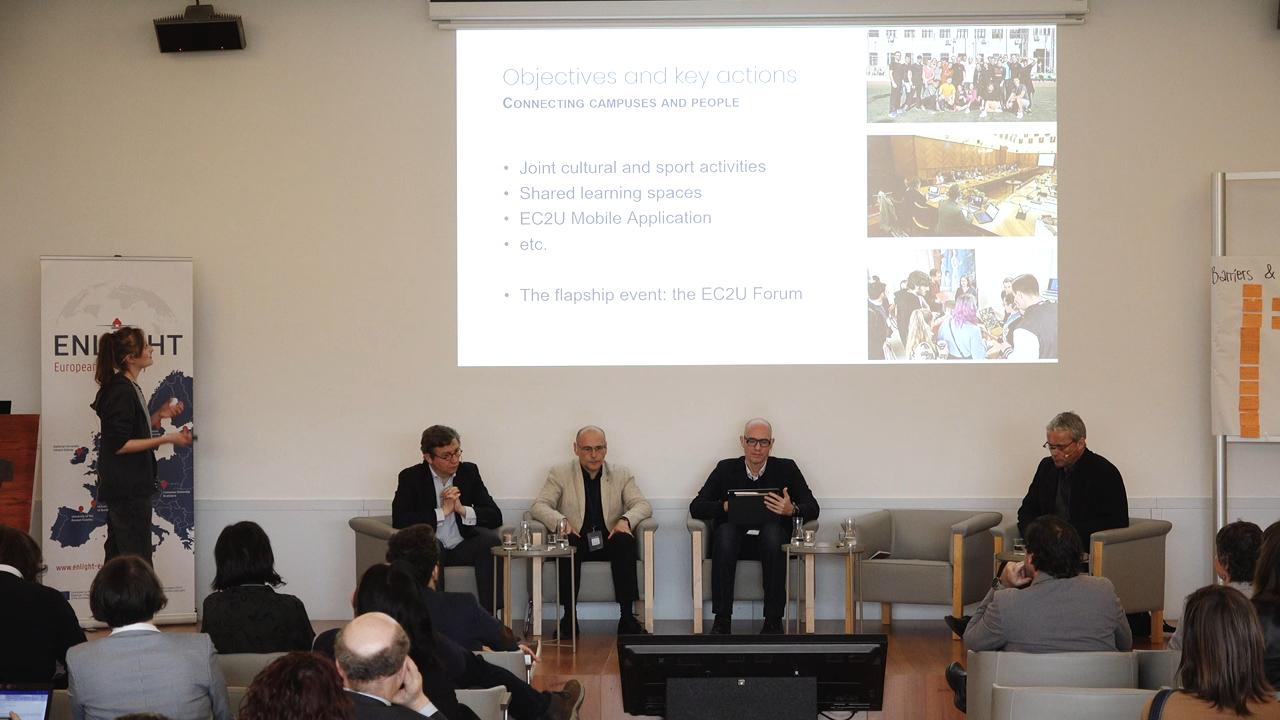 Objectives and key actions
CONNECTING CAMPUSES AND PEOPLE
• Joint cultural and sport activities
• Shared learning spaces
• EC2U Mobile Application
• etc.
• The flapship event: the EC2U Forum
Barriers &
ENLIGHT
European
www.enlight-e